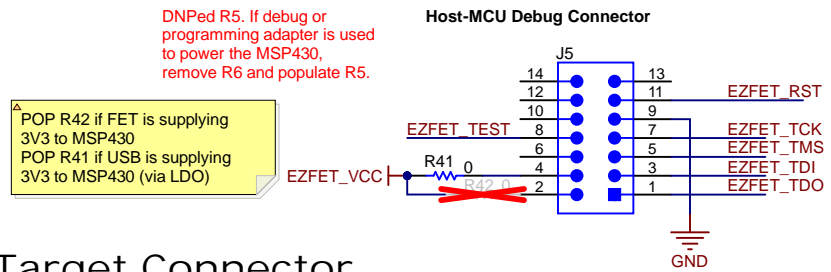 DNPed R5. If debug or
programming adapter is used
to power the MSP430,
remove R6 and populate R5.
Host-MCU Debug Connector
POP R42 if FET is supplying
3V3 to MSP430
POP R41 if USB is supplying
3V3 to MSP430 (via LDO)
J5
14 13
12 11 EZFET_RST
10 9
EZFET_TEST 8 7 EZFET_TCK
6 5 EZFET_TMS
EZFET_VCC R41 0 4 3 EZFET_TDI
R42 0 2 1 EZFET_TDO
GND
Target Connector